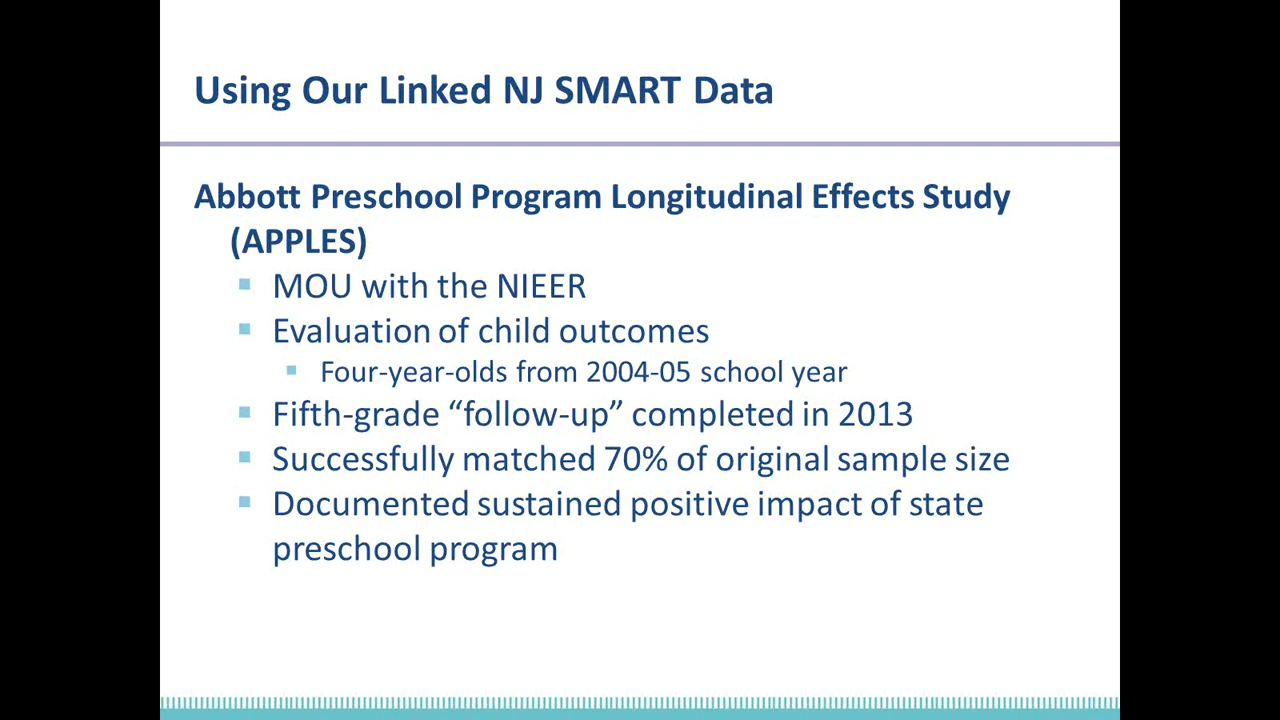 Using Our Linked NJ SMART Data
Abbott Preschool Program Longitudinal Effects Study
(APPLES)
MOU with the NIEER
Evaluation of child outcomes
Four-year-olds from 2004-05 school year
Fifth-grade “follow-up” completed in 2013
Successfully matched 70% of original sample size
Documented sustained positive impact of state
preschool program